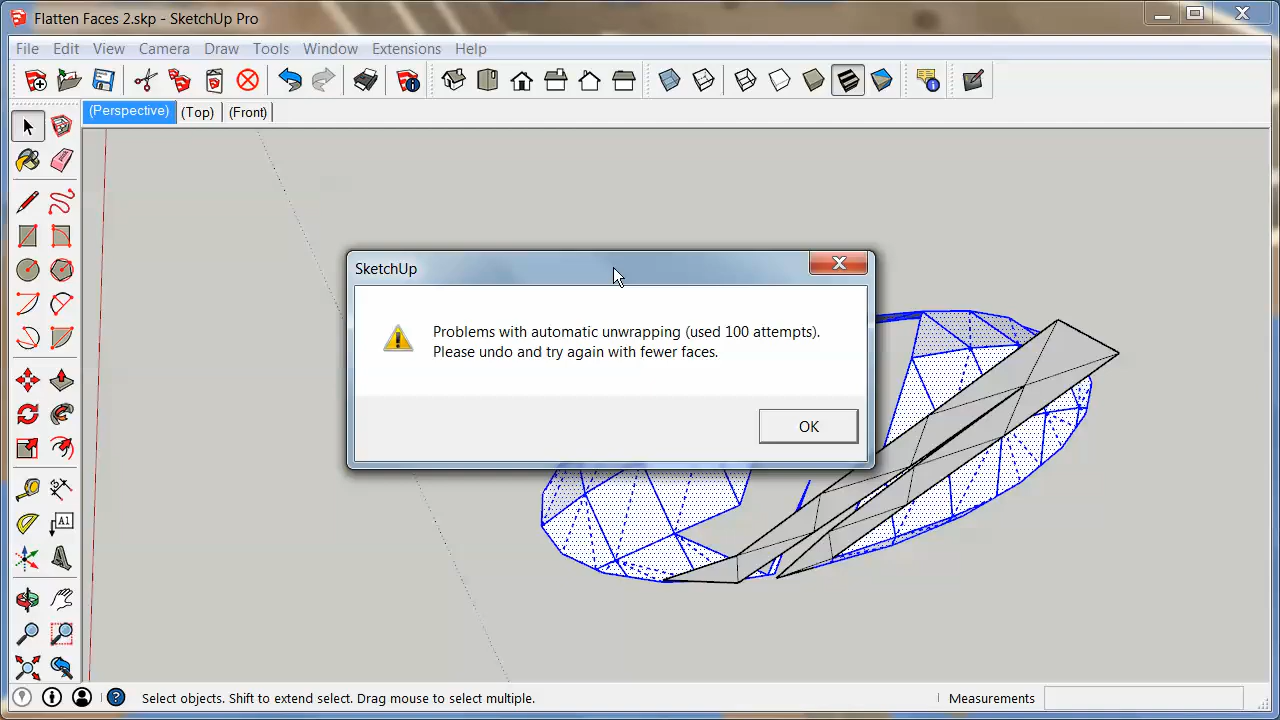 Flatten Faces 2.skp - SketchUp Pro
File Edit View Camera Draw Tools Window Extensions Help
(Perspective) (Top) (Front)
SketchUp
Problems with automatic unwrapping (used 100 attempts).
Please undo and try again with fewer faces.
OK
A1
Select objects. Shift to extend select. Drag mouse to select multiple.
Measurements